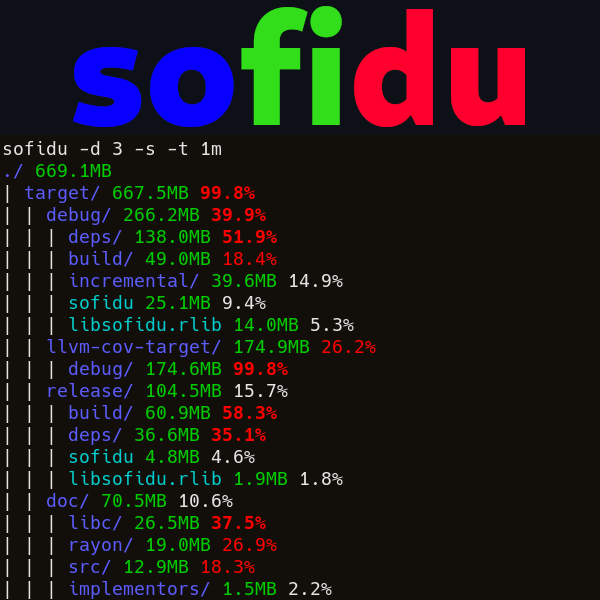 sofidu
sofidu -d 3 -s -t 1m
./ 669.1MB
| target/ 667.5MB 99.8%
| | debug/ 266.2MB 39.9%
| | | deps/ 138.0MB 51.9%
| | | build/ 49.0MB 18.4%
| | | incremental/ 39.6MB 14.9%
| | | sofidu 25.1MB 9.4%
| | | libsofidu.rlib 14.0MB 5.3%
| | llvm-cov-target/ 174.9MB 26.2%
| | | debug/ 174.6MB 99.8%
| | release/ 104.5MB 15.7%
| | | build/ 60.9MB 58.3%
| | | deps/ 36.6MB 35.1%
| | | sofidu 4.8MB 4.6%
| | | libsofidu.rlib 1.9MB 1.8%
| | doc/ 70.5MB 10.6%
| | | libc/ 26.5MB 37.5%
| | | rayon/ 19.0MB 26.9%
| | | src/ 12.9MB 18.3%
| | | implementors/ 1.5MB 2.2%